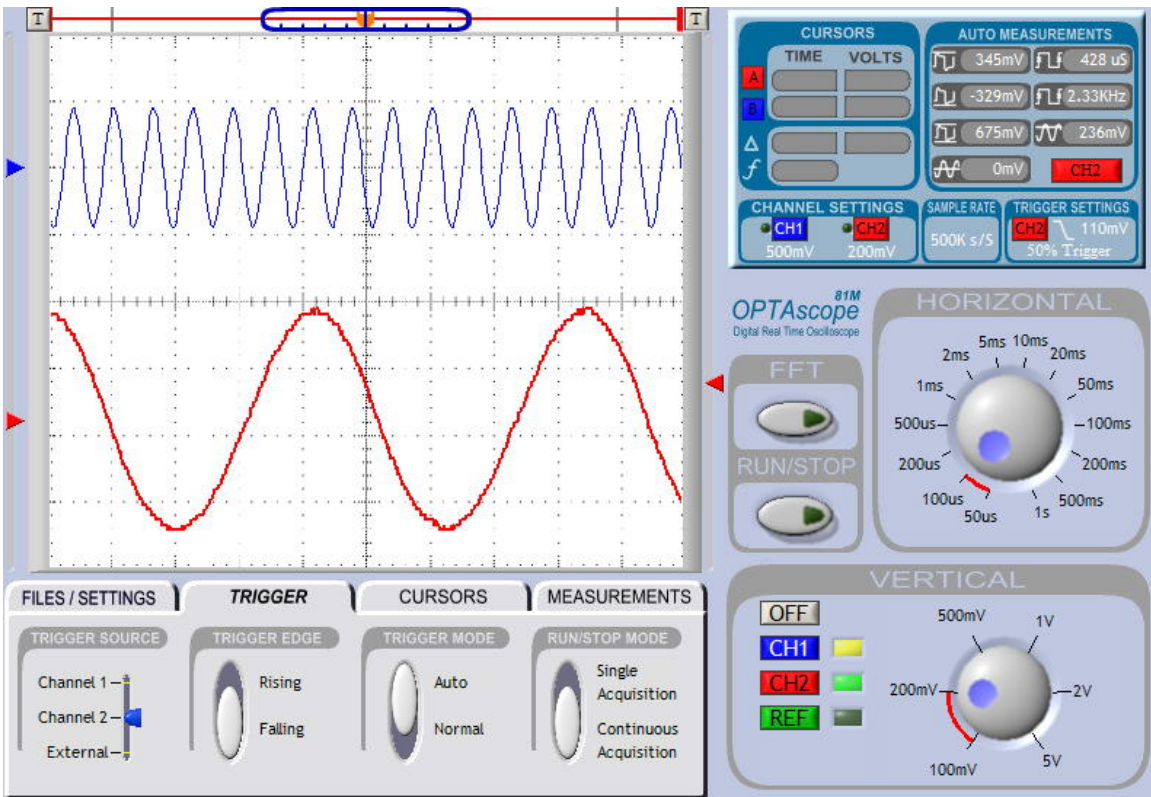 T
T
CURSORS
TIME VOLTS
A
B
Δ
f
AUTO MEASUREMENTS
345mV 428 uS
-329mV 2.33KHz
675mV 236mV
0mV CH2
CHANNEL SETTINGS
CH1 CH2
500mV 200mV
SAMPLE RATE
500K s/S
TRIGGER SETTINGS
CH2 110mV
50% Trigger
81M
OPTAscope
Digital Real Time Oscilloscope
FFT
RUN/STOP
HORIZONTAL
5ms 10ms
2ms 20ms
1ms 50ms
500us 100ms
200us 200ms
100us 500ms
50us 1s
FILES / SETTINGS TRIGGER CURSORS MEASUREMENTS
TRIGGER SOURCE
Channel 1
Channel 2
External
TRIGGER EDGE
Rising
Falling
TRIGGER MODE
Auto
Normal
RUN/STOP MODE
Single
Acquisition
Continuous
Acquisition
VERTICAL
OFF
CH1
CH2
REF
500mV 1V
200mV 2V
100mV 5V